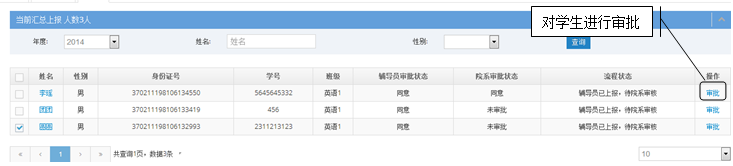 当前汇总上报 人数3人
对学生进行审批
年度: 2014 姓名: 姓名 性别: 查询
姓名 性别 身份证号 学号 班级 辅导员审批状态 院系审批状态 流程状态 操作
李瑶 男 370211198106134550 5645645332 英语1 同意 同意 辅导员已上报，待院系审核 审批
团团 男 370211198106133419 456 英语1 同意 未审批 辅导员已上报，待院系审核 审批
圆圆 男 370211198106132993 2311213123 英语1 同意 未审批 辅导员已上报，待院系审核 审批
« ‹ 1 › » 共查询1页，数据3条 10